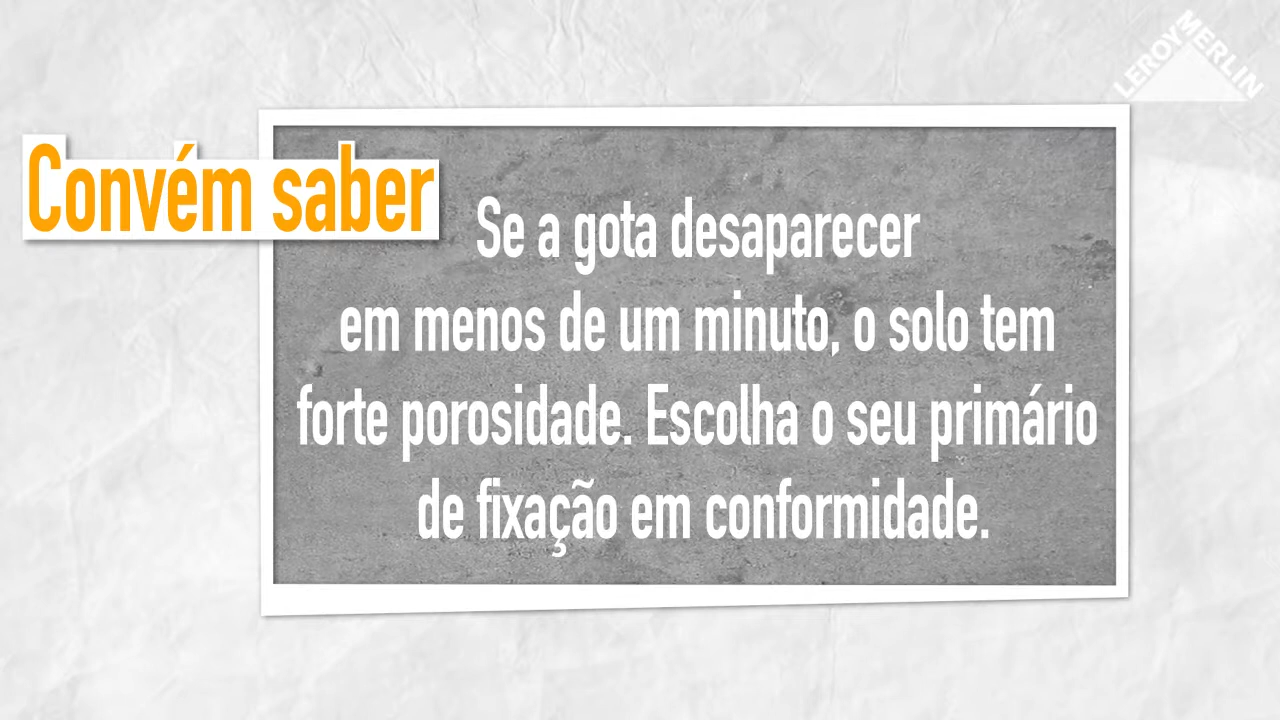 LEROY MERLIN
Convém saber
Se a gota desaparecer
em menos de um minuto, o solo tem
forte porosidade. Escolha o seu primário
de fixação em conformidade.